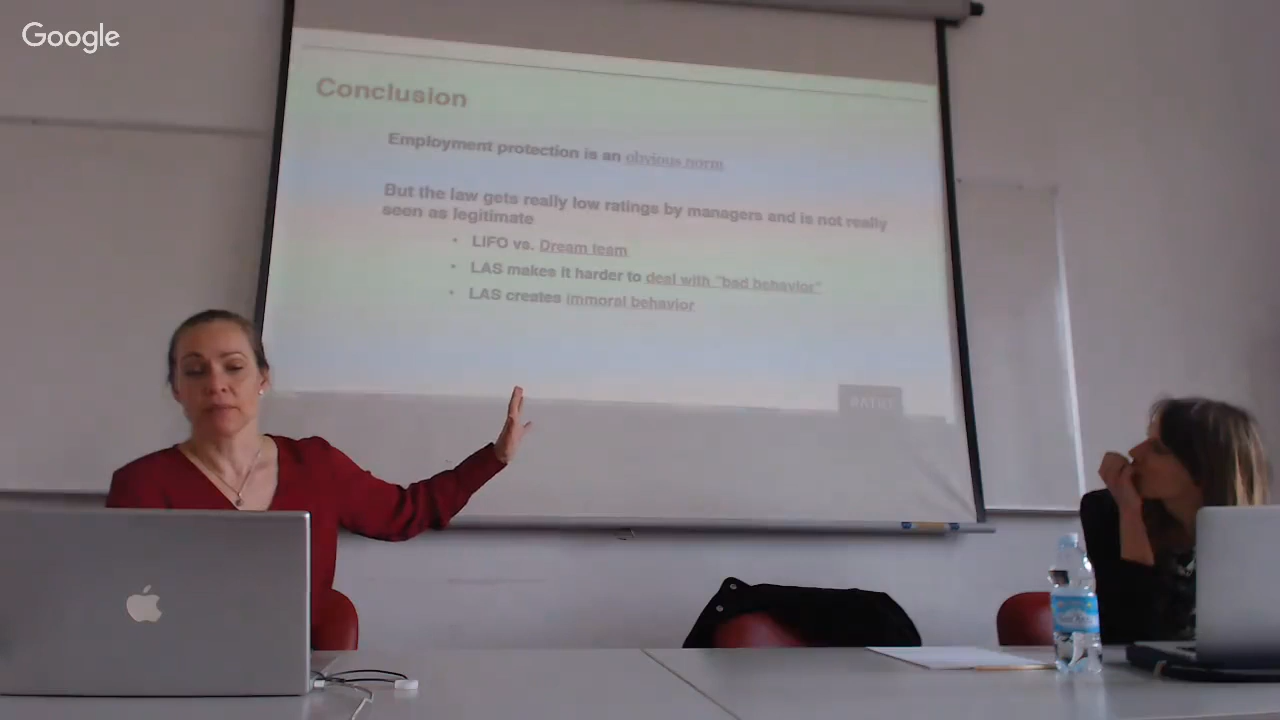 Google
Conclusion
Employment protection is an obvious norm
But the law gets really low ratings by managers and is not really
seen as legitimate
• LIFO vs. Dream team
• LAS makes it harder to deal with "bad behavior"
• LAS creates immoral behavior
RATIO